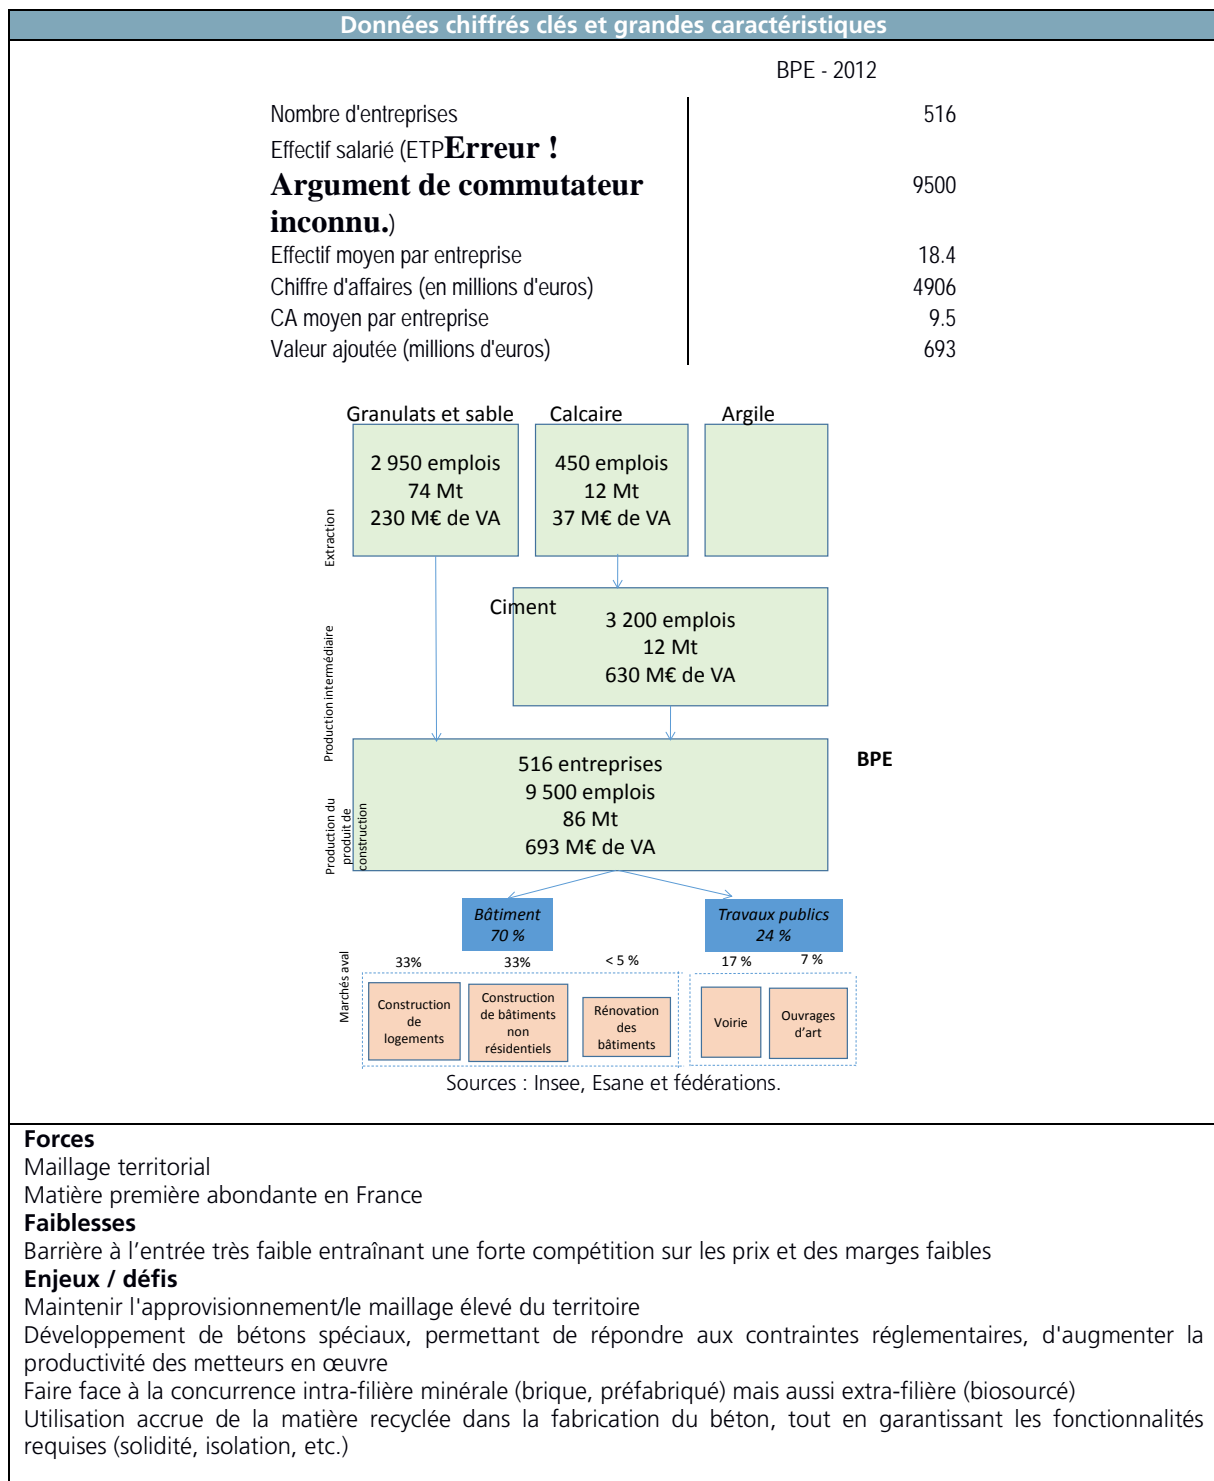 Données chiffrés clés et grandes caractéristiques
BPE - 2012
Nombre d'entreprises 516
Effectif salarié (ETPErreur !
Argument de commutateur
inconnu.) 9500
Effectif moyen par entreprise 18.4
Chiffre d'affaires (en millions d'euros) 4906
CA moyen par entreprise 9.5
Valeur ajoutée (millions d'euros) 693
Granulats et sable Calcaire Argile
Extraction
2 950 emplois
74 Mt
230 M€ de VA
450 emplois
12 Mt
37 M€ de VA
Production intermédiaire
Ciment
3 200 emplois
12 Mt
630 M€ de VA
Production du
produit de
construction
516 entreprises
9 500 emplois
86 Mt
693 M€ de VA
BPE
Bâtiment
70 %
Travaux publics
24 %
Marchés aval
33% 33% < 5 % 17 % 7 %
Construction
de
logements
Construction
de bâtiments
non
résidentiels
Rénovation
des
bâtiments
Voirie
Ouvrages
d'art
Sources : Insee, Esane et fédérations.
Forces
Maillage territorial
Matière première abondante en France
Faiblesses
Barrière à l'entrée très faible entraînant une forte compétition sur les prix et des marges faibles
Enjeux / défis
Maintenir l'approvisionnement/le maillage élevé du territoire
Développement de bétons spéciaux, permettant de répondre aux contraintes réglementaires, d'augmenter la
productivité des metteurs en œuvre
Faire face à la concurrence intra-filière minérale (brique, préfabriqué) mais aussi extra-filière (biosourcé)
Utilisation accrue de la matière recyclée dans la fabrication du béton, tout en garantissant les fonctionnalités
requises (solidité, isolation, etc.)